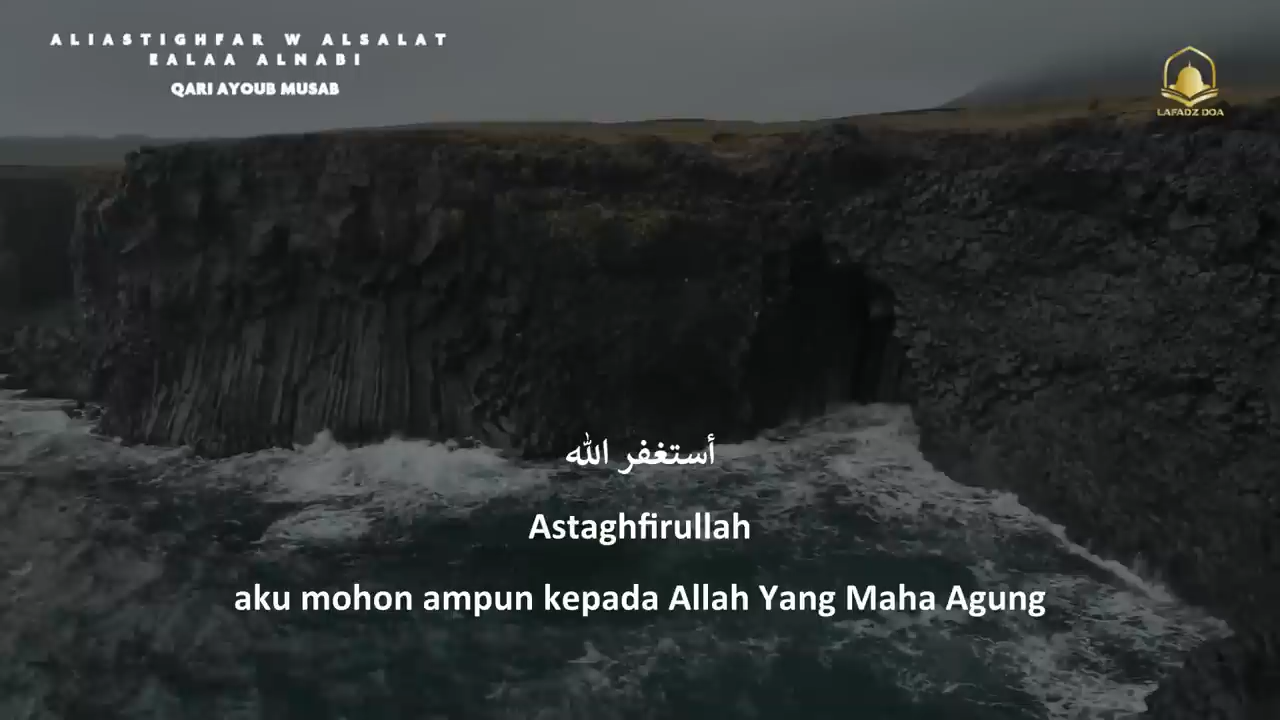 ALIASTIGHFAR W ALSALAT
EALAA ALNABI
QARI AYOUB MUSAB
LAFADZ DOA
أستغفر الله
Astaghfirullah
aku mohon ampun kepada Allah Yang Maha Agung